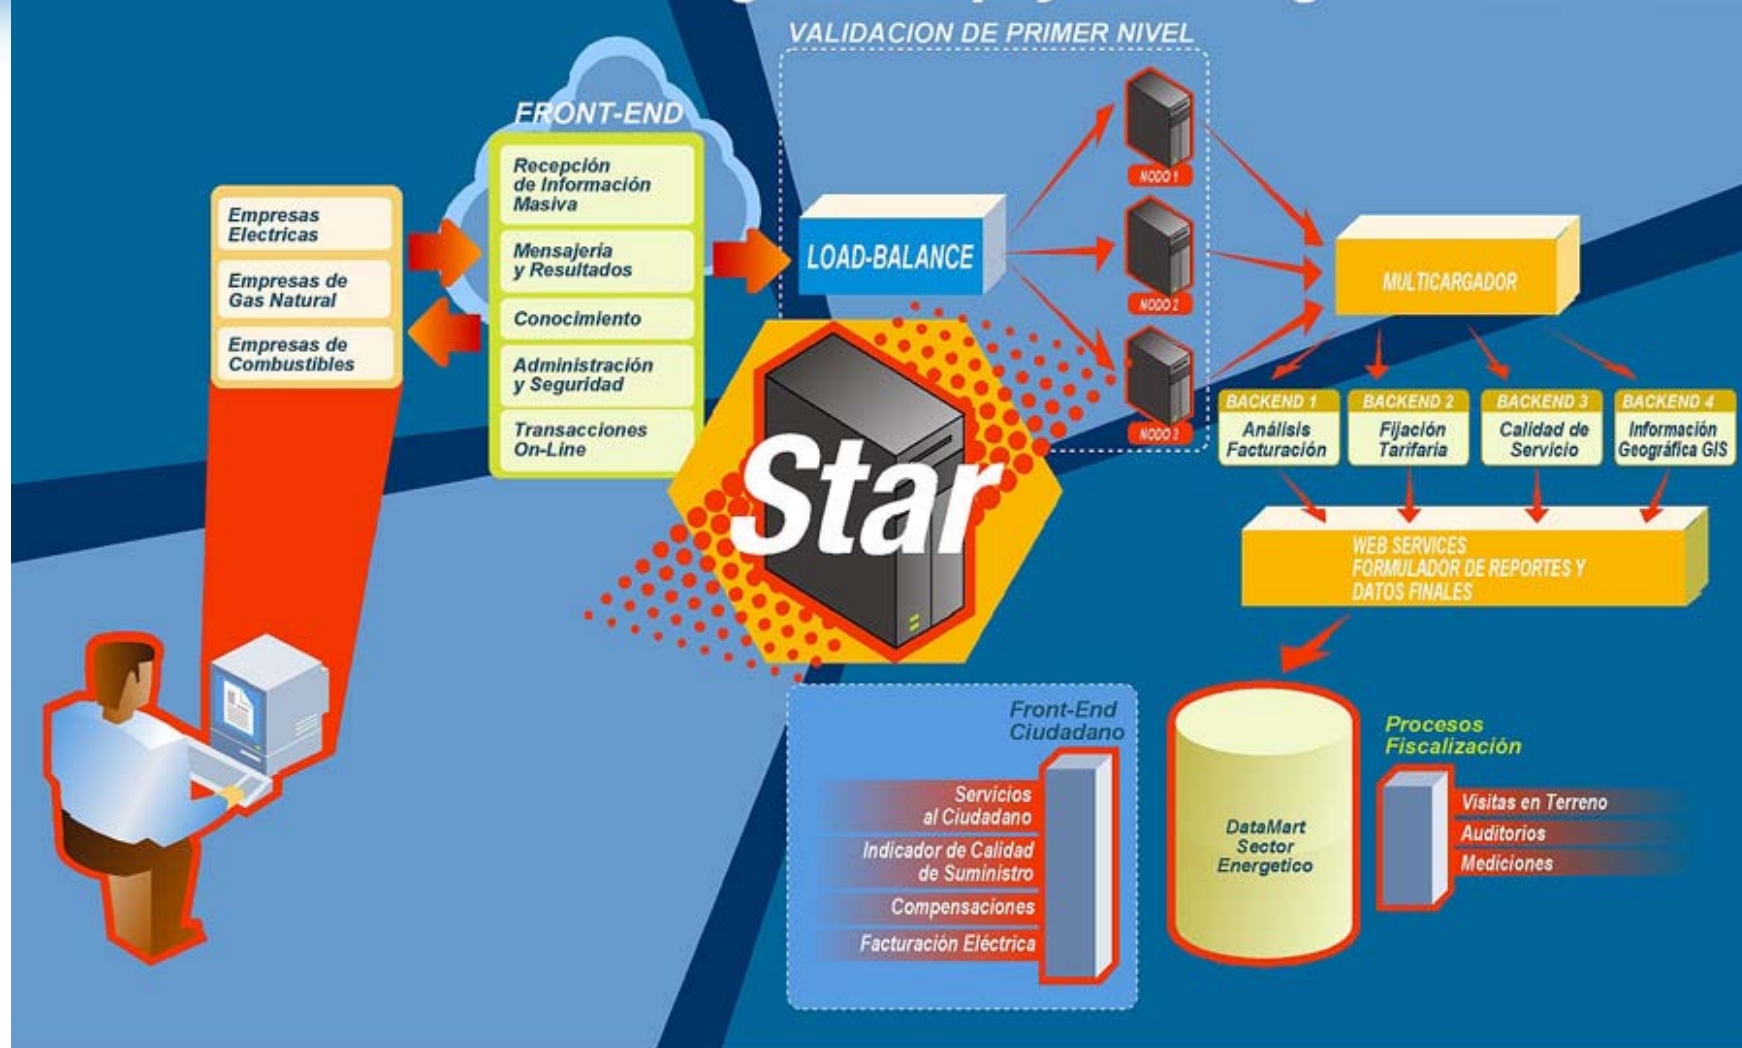 VALIDACION DE PRIMER NIVEL
FRONT-END
Recepción
de Información
Masiva
Mensajería
y Resultados
Conocimiento
Administración
y Seguridad
Transacciones
On-Line
Empresas
Electricas
Empresas de
Gas Natural
Empresas de
Combustibles
LOAD-BALANCE
NODO 1
NODO 2
NODO 3
MULTICARGADOR
BACKEND 1
Análisis
Facturación
BACKEND 2
Fijación
Tarifaria
BACKEND 3
Calidad de
Servicio
BACKEND 4
Información
Geográfica GIS
Star
WEB SERVICES
FORMULADOR DE REPORTES Y
DATOS FINALES
Front-End
Ciudadano
Servicios
al Ciudadano
Indicador de Calidad
de Suministro
Compensaciones
Facturación Eléctrica
DataMart
Sector
Energetico
Procesos
Fiscalización
Visitas en Terreno
Auditorios
Mediciones